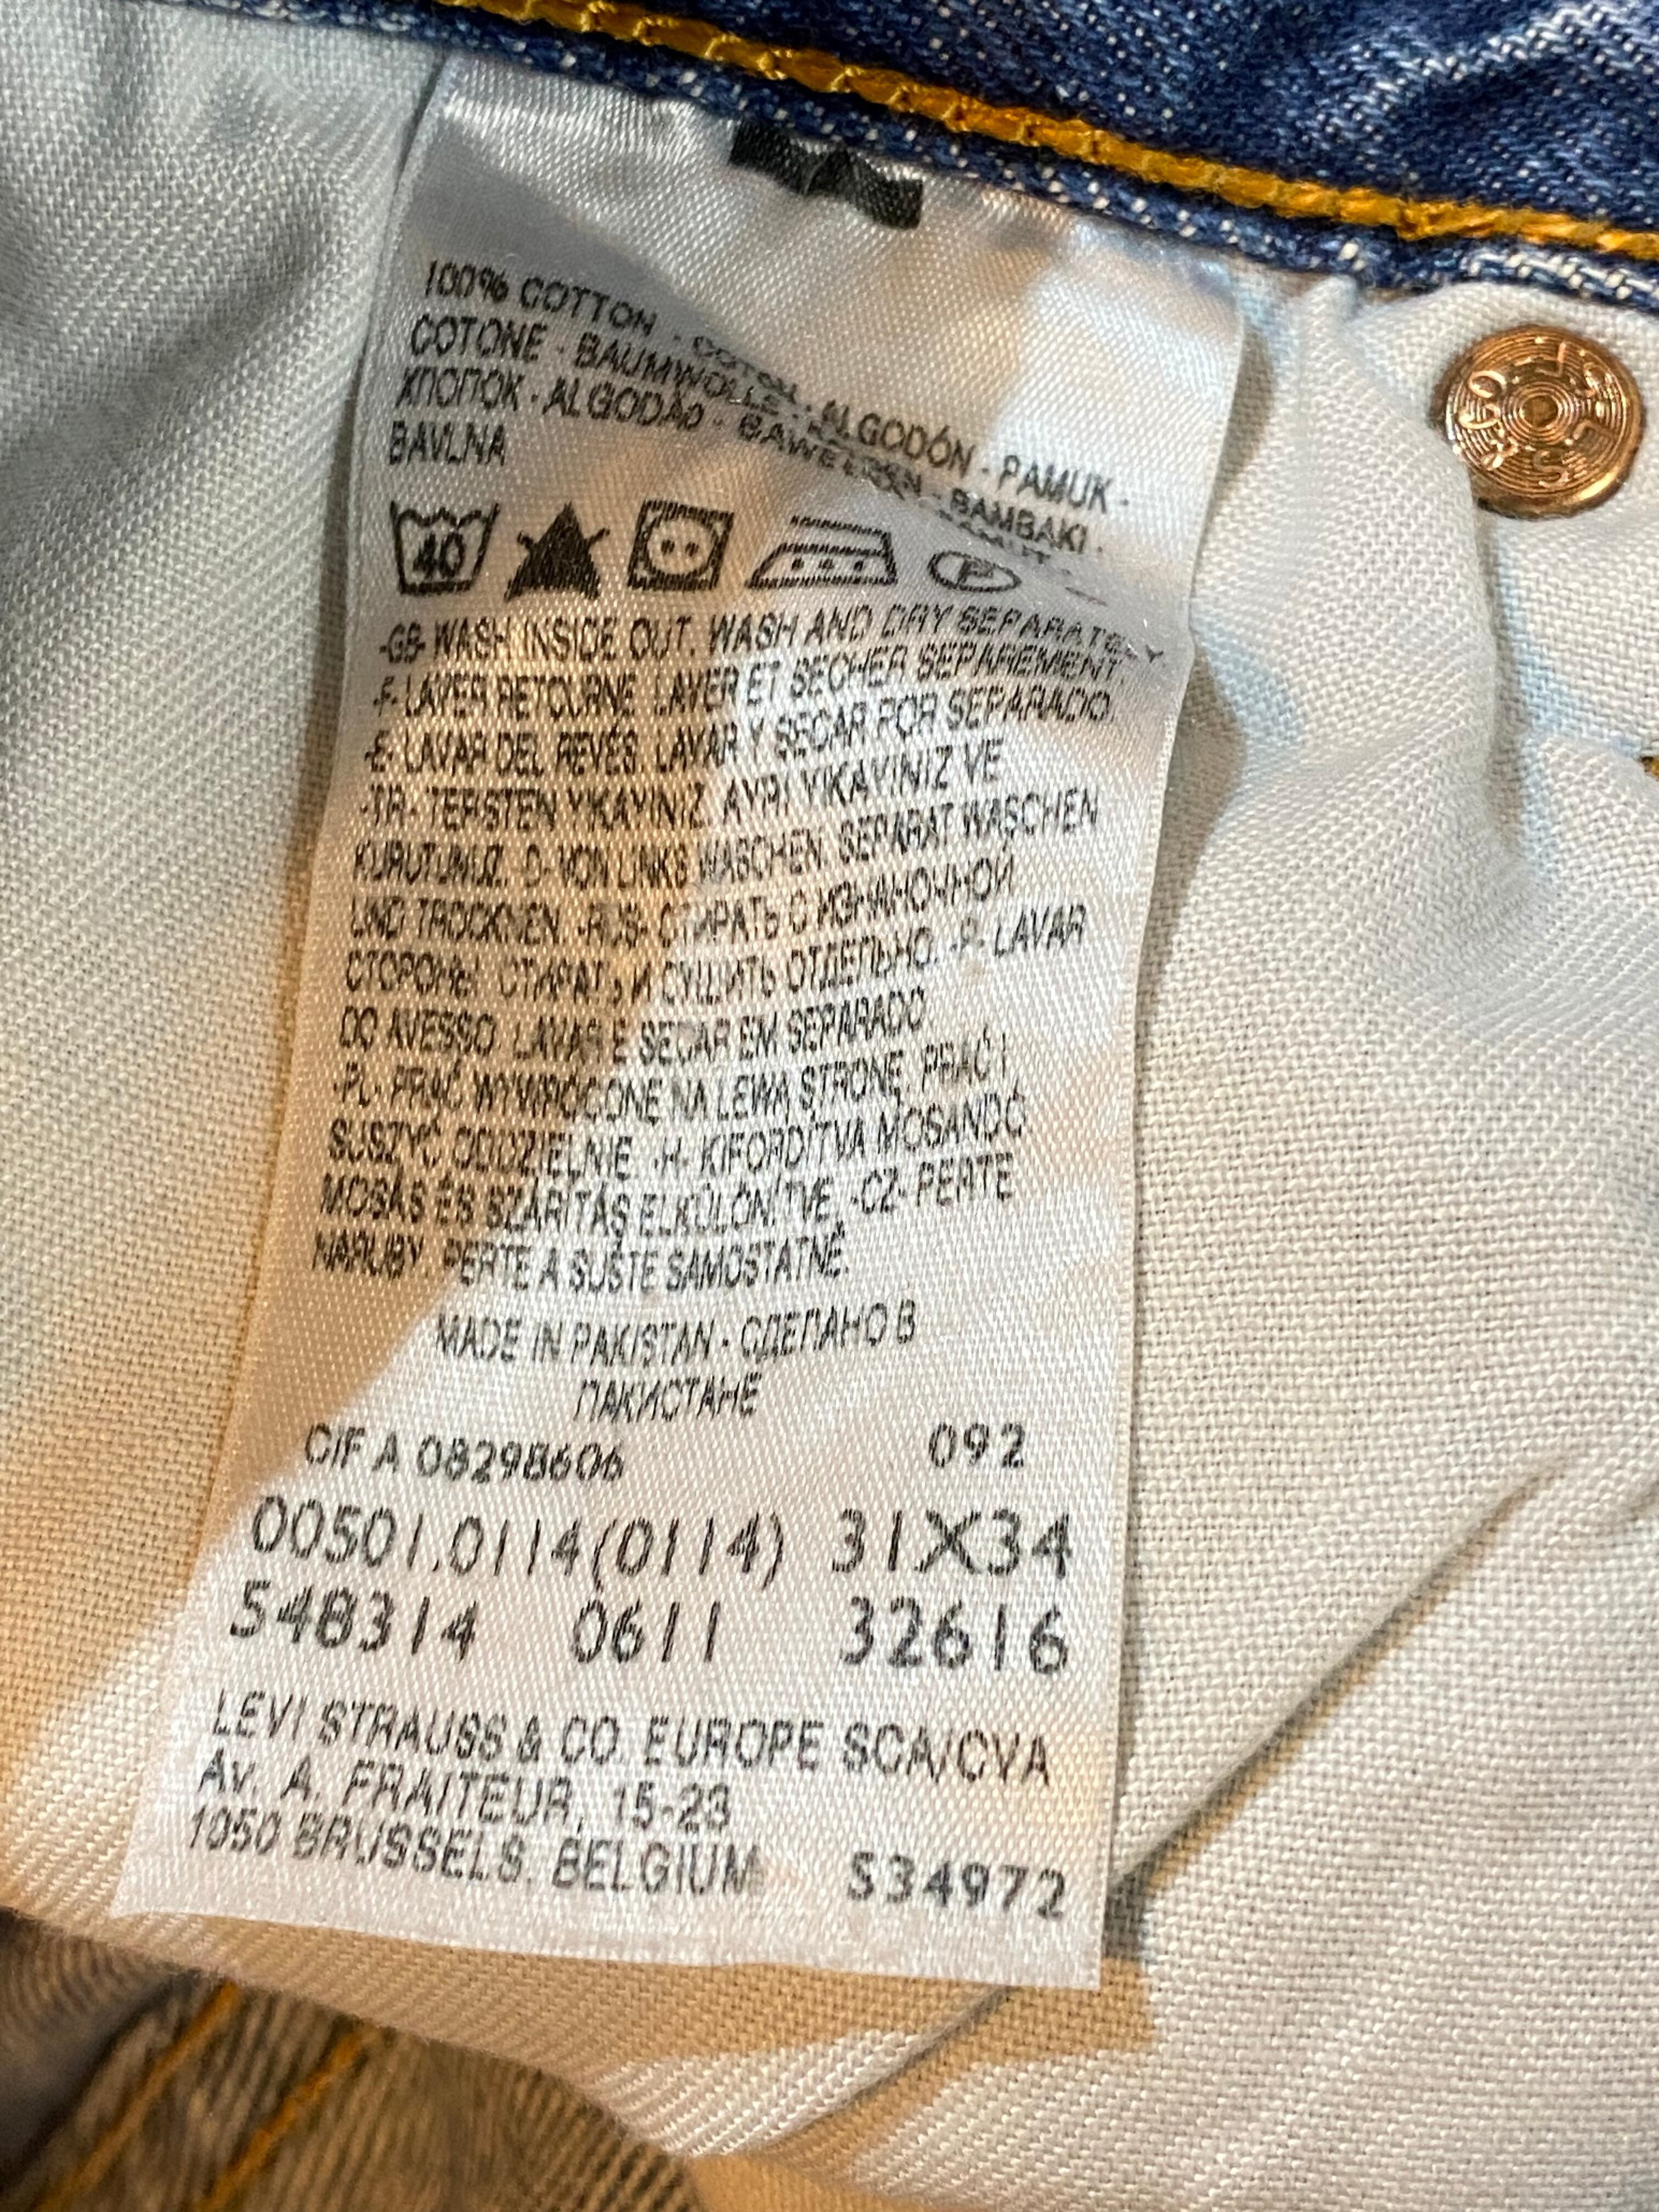 100% COTTON - COTON - ALGODÓN - PAMUK -
COTONE - BAUMWOLLE - BAMBAKI -
ХЛОПОК - ALGODÃO - BAWEŁNA
BAVLNA
40
P
-GB- WASH INSIDE OUT. WASH AND DRY SEPARATELY.
-F- LAVER RETOURNE. LAVER ET SECHER SEPAREMENT.
-E- LAVAR DEL REVÉS. LAVAR Y SECAR POR SEPARADO.
-TR- TERSTEN YIKAYINIZ. AYRI YIKAYINIZ VE
KURUTUNUZ. D- VON LINKS WASCHEN. SEPARAT WASCHEN
UND TROCKNEN. -RUS- СТИРАТЬ С ИЗНАНОЧНОЙ
СТОРОНЫ. СТИРАТЬ И СУШИТЬ ОТДЕЛЬНО. -P- LAVAR
DO AVESSO. LAVAR E SECAR EM SEPARADO
-PL- PRAĆ WYWRÓCONE NA LEWĄ STRONĘ. PRAĆ I
SUSZYĆ ODDZIELNIE. -H- KIFORDÍTVA MOSANDÓ
MOSÁS ÉS SZÁRITÁS ELKÜLÖNÍTVE. -CZ- PERTE
NARUBY. PERTE A SUŠTE SAMOSTATNĚ.
MADE IN PAKISTAN - СДЕЛАНО В
ПАКИСТАНЕ
CIF A 08298606 092
00501.0114(0114) 31X34
548314 0611 32616
LEVI STRAUSS & CO. EUROPE SCA/CVA
Av. A. FRAITEUR, 15-23
1050 BRUSSELS. BELGIUM S34972